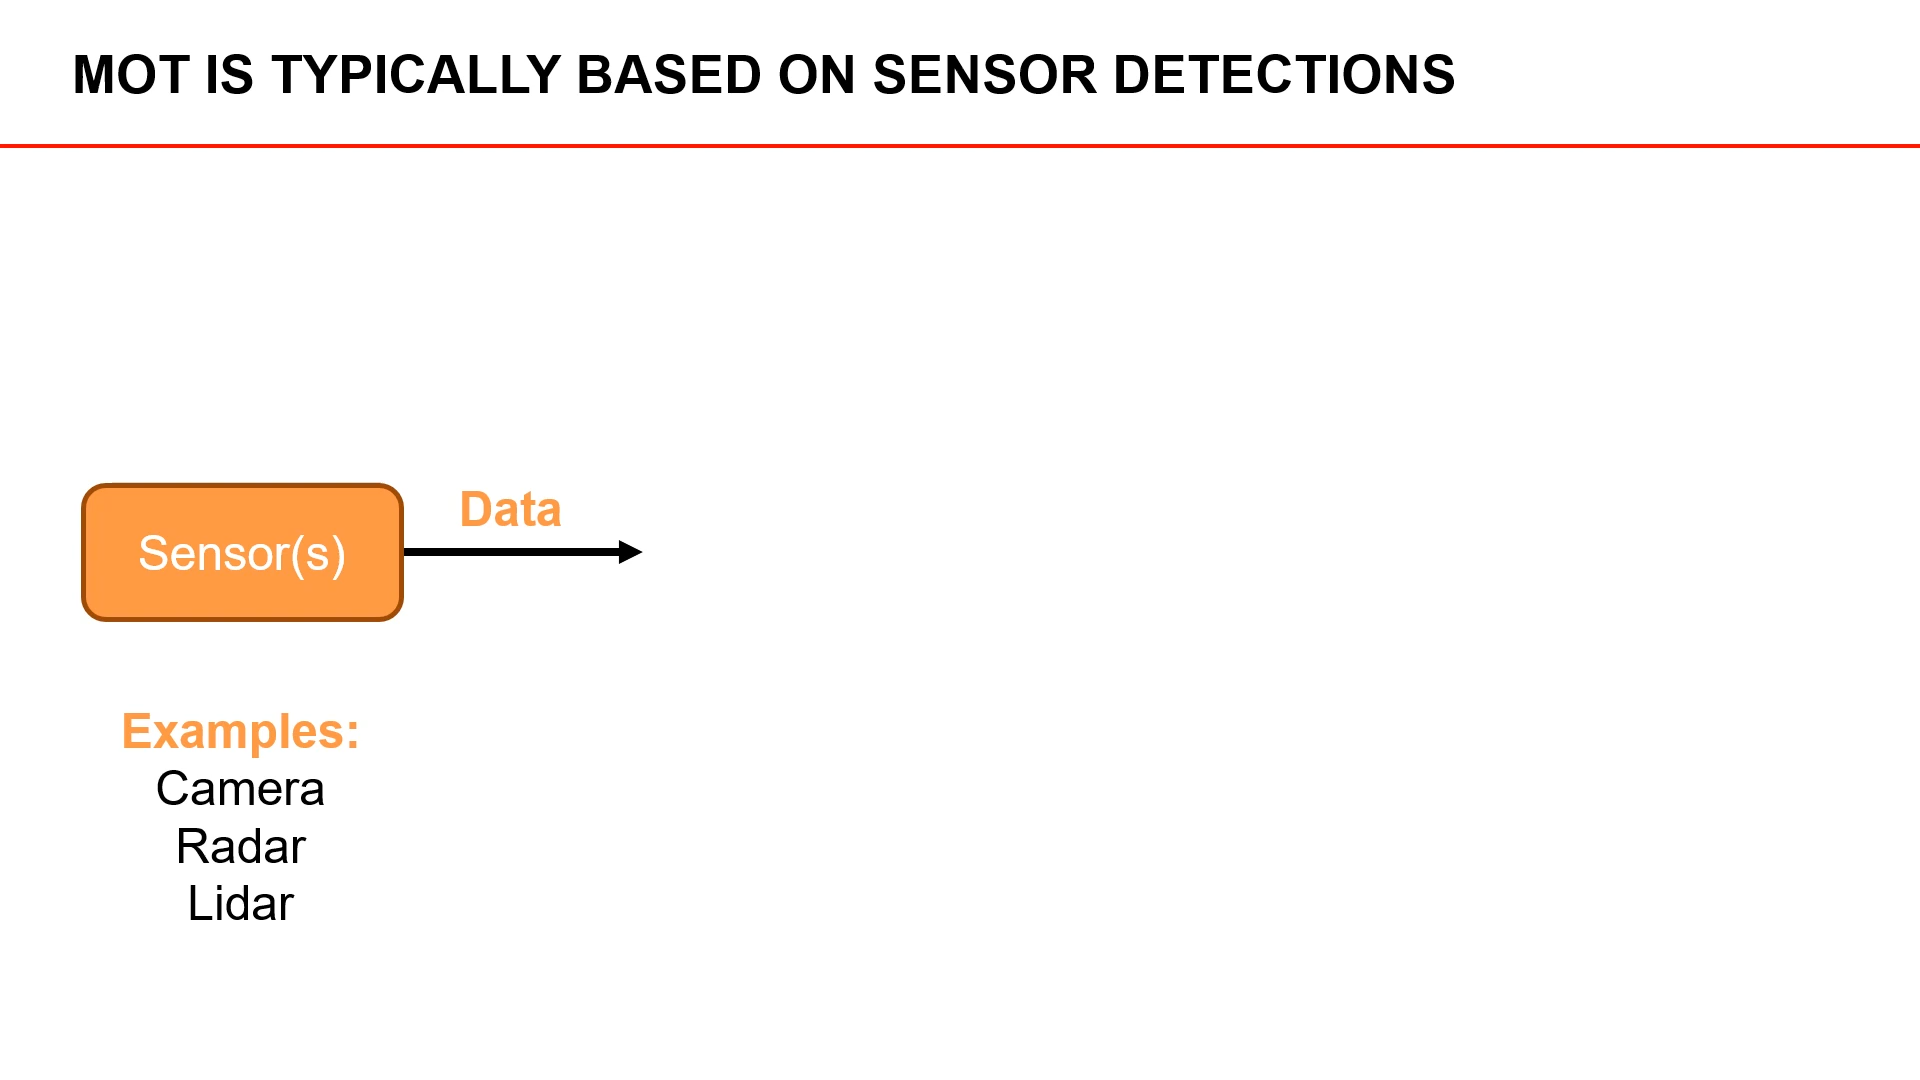 MOT IS TYPICALLY BASED ON SENSOR DETECTIONS
Data
Sensor(s)
Examples:
Camera
Radar
Lidar